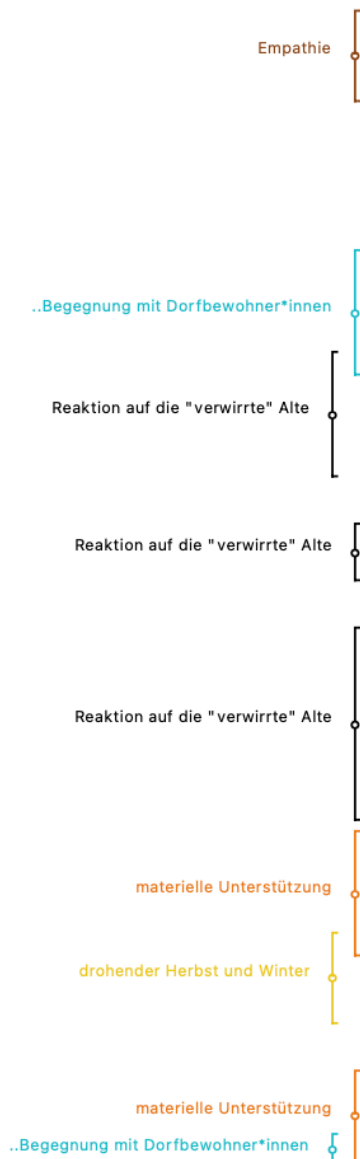 Empathie
..Begegnung mit Dorfbewohner*innen
Reaktion auf die "verwirrte" Alte
Reaktion auf die "verwirrte" Alte
Reaktion auf die "verwirrte" Alte
materielle Unterstützung
drohender Herbst und Winter
materielle Unterstützung
..Begegnung mit Dorfbewohner*innen